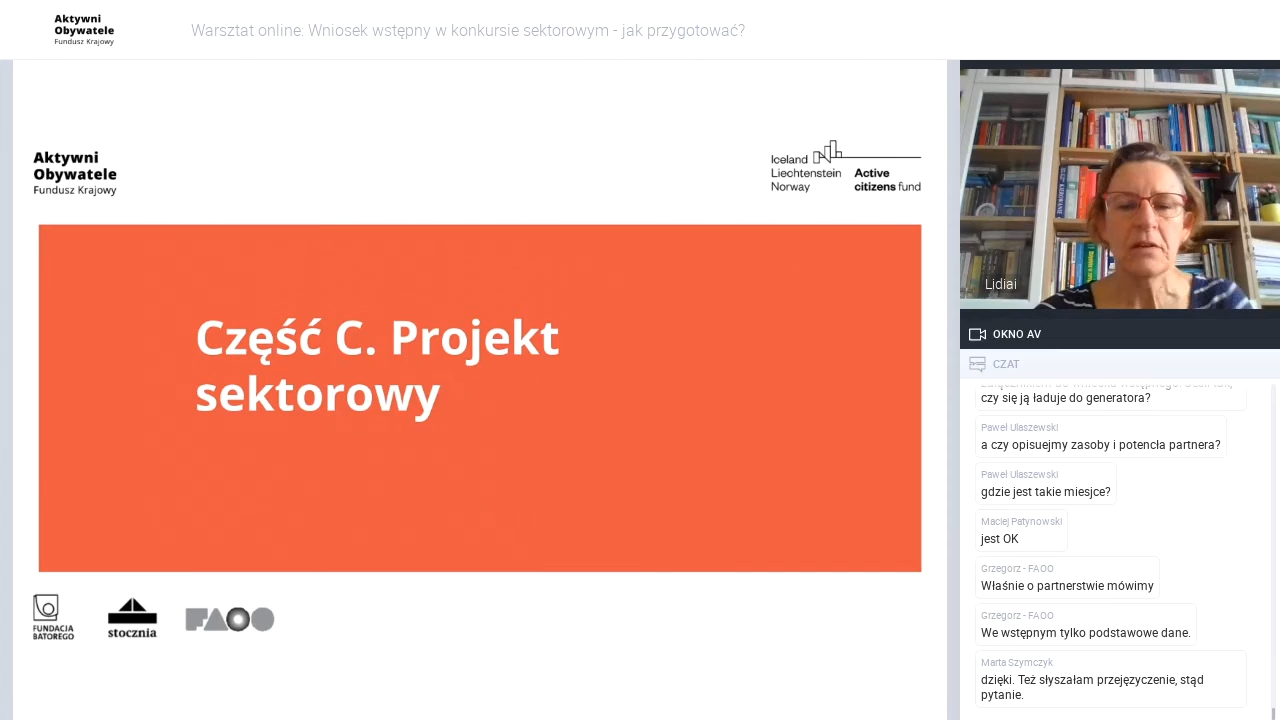 Aktywni
Obywatele
Fundusz Krajowy
Warsztat online: Wniosek wstępny w konkursie sektorowym - jak przygotować?
Aktywni
Obywatele
Fundusz Krajowy
Iceland
Liechtenstein
Norway
Active
citizens fund
Część C. Projekt
sektorowy
FUNDACJA
BATOREGO
stocznia
FAOO
Lidiai
OKNO AV
CZAT
czy się ją ładuje do generatora?
Paweł Ulaszewski
a czy opisuejmy zasoby i potencła partnera?
Paweł Ulaszewski
gdzie jest takie miesjce?
Maciej Patynowski
jest OK
Grzegorz - FAOO
Właśnie o partnerstwie mówimy
Grzegorz - FAOO
We wstępnym tylko podstawowe dane.
Marta Szymczyk
dzięki. Też słyszałam przejęzyczenie, stąd
pytanie.